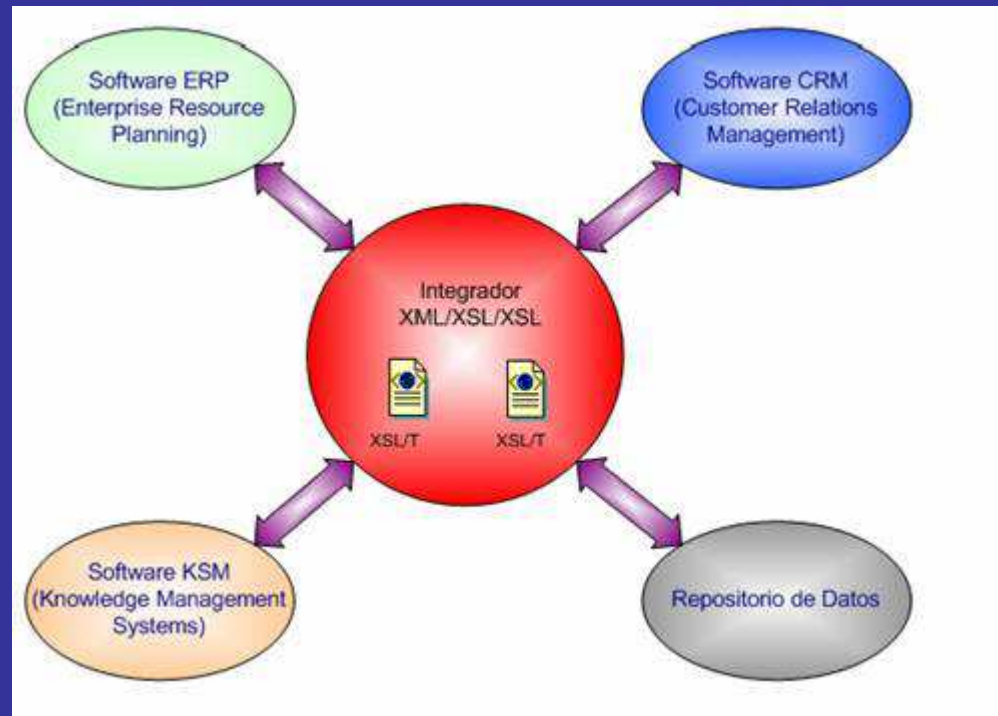 Software ERP
(Enterprise Resource
Planning)
Software CRM
(Customer Relations
Management)
Integrador
XML/XSL/XSL
XSL/T
XSL/T
Software KSM
(Knowledge Management
Systems)
Repositorio de Datos